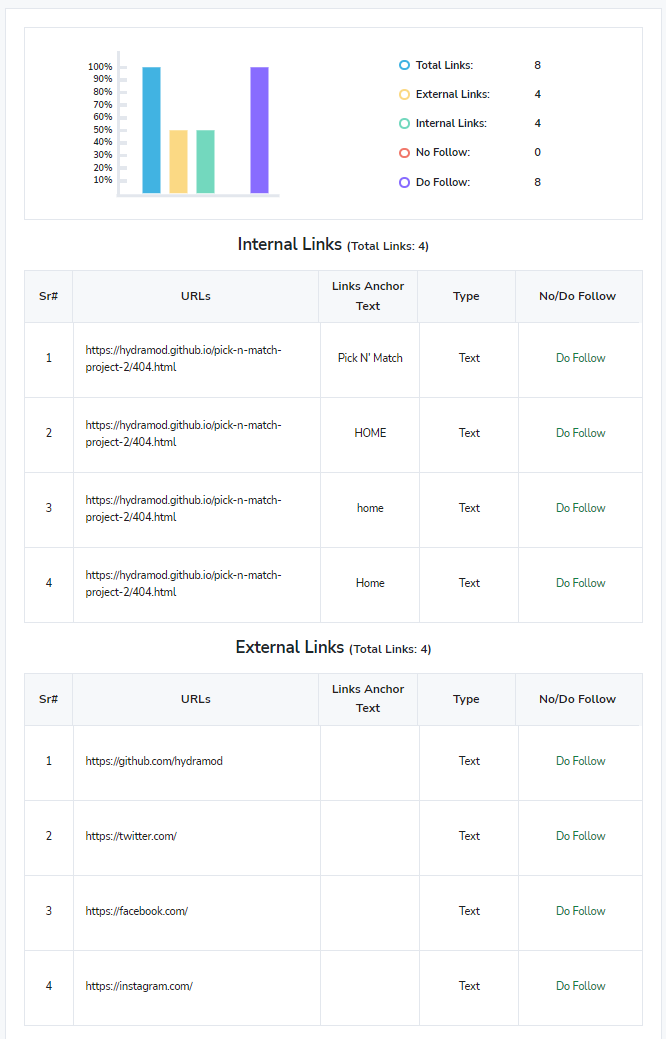 100%
90%
80%
70%
60%
50%
40%
30%
20%
10%
Total Links: 8
External Links: 4
Internal Links: 4
No Follow: 0
Do Follow: 8
Internal Links (Total Links: 4)
Sr# URLs Links Anchor Text Type No/Do Follow
1 https://hydramod.github.io/pick-n-match-
project-2/404.html Pick N' Match Text Do Follow
2 https://hydramod.github.io/pick-n-match-
project-2/404.html HOME Text Do Follow
3 https://hydramod.github.io/pick-n-match-
project-2/404.html home Text Do Follow
4 https://hydramod.github.io/pick-n-match-
project-2/404.html Home Text Do Follow
External Links (Total Links: 4)
Sr# URLs Links Anchor Text Type No/Do Follow
1 https://github.com/hydramod Text Do Follow
2 https://twitter.com/ Text Do Follow
3 https://facebook.com/ Text Do Follow
4 https://instagram.com/ Text Do Follow